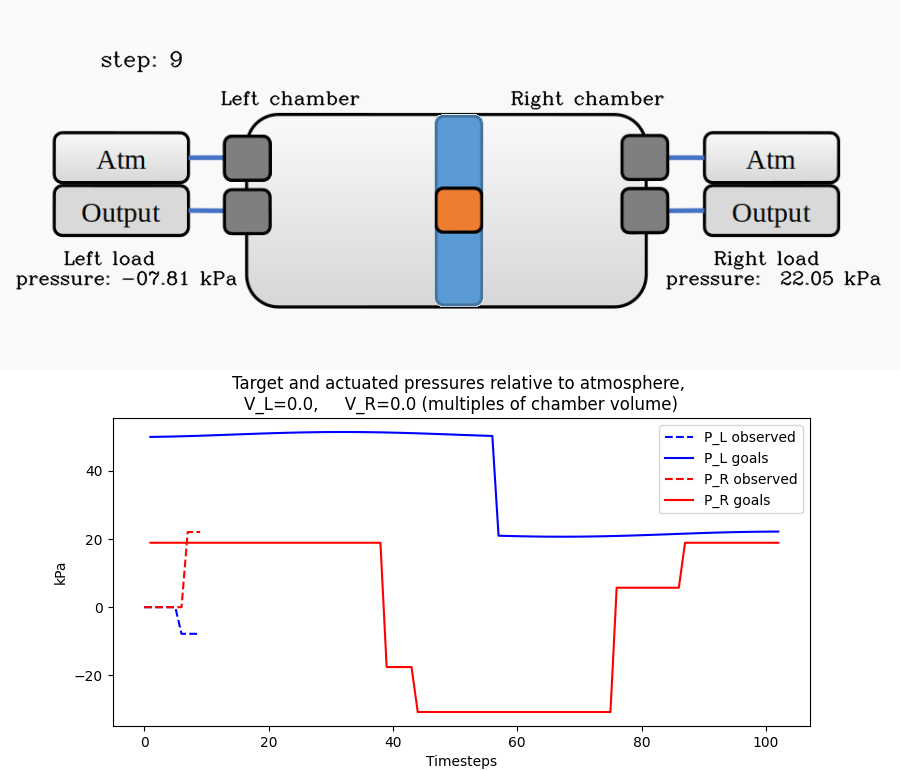 step: 9
Left chamber
Right chamber
Atm
Atm
Output
Output
Left load
pressure: -07.81 kPa
Right load
pressure:  22.05 kPa
Target and actuated pressures relative to atmosphere,
V_L=0.0,     V_R=0.0 (multiples of chamber volume)
P_L observed
P_L goals
P_R observed
P_R goals
kPa
40
20
0
−20
0
20
40
60
80
100
Timesteps